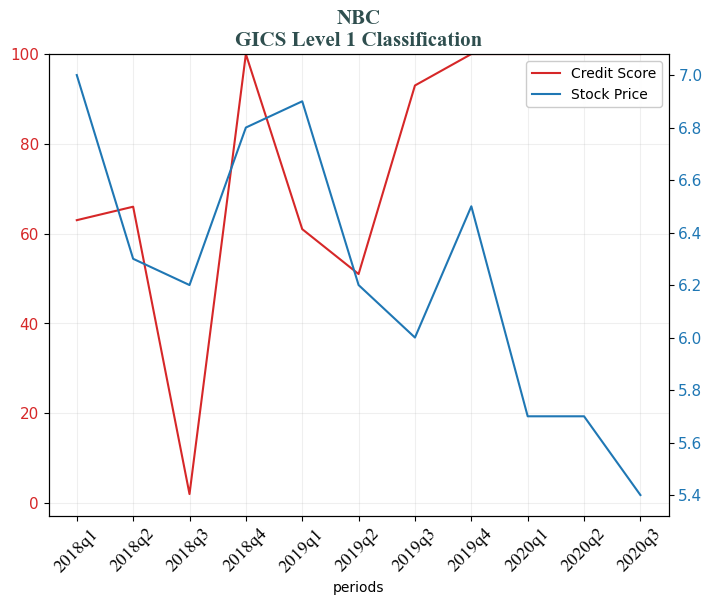 NBC
GICS Level 1 Classification
Credit Score
Stock Price
100
80
60
40
20
0
7.0
6.8
6.6
6.4
6.2
6.0
5.8
5.6
5.4
2018q1
2018q2
2018q3
2018q4
2019q1
2019q2
2019q3
2019q4
2020q1
2020q2
2020q3
periods